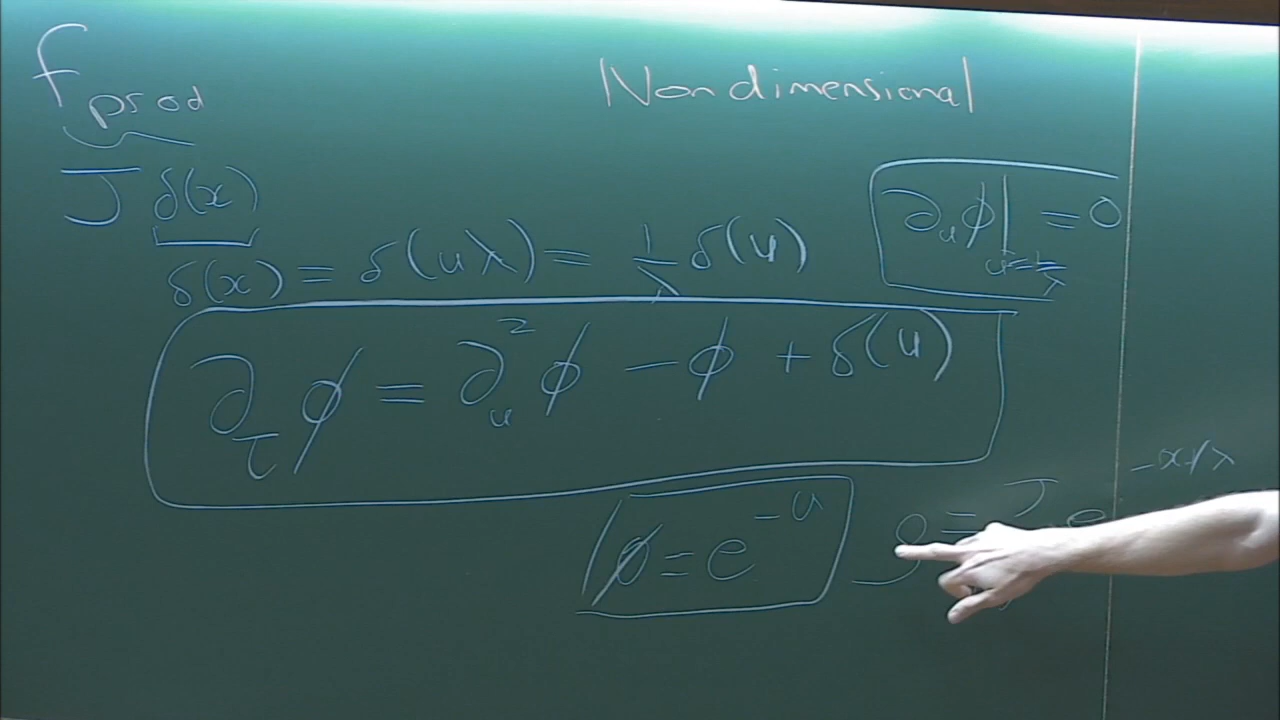 f_prod
Nondimensional
J δ(x)
∂_u ϕ| = 0
δ(x) = δ(uλ) = 1/λ δ(u)
∂_τ ϕ = ∂_u² ϕ − ϕ + δ(u)
ϕ = e^{−u}
ρ = J e^{−x/λ}